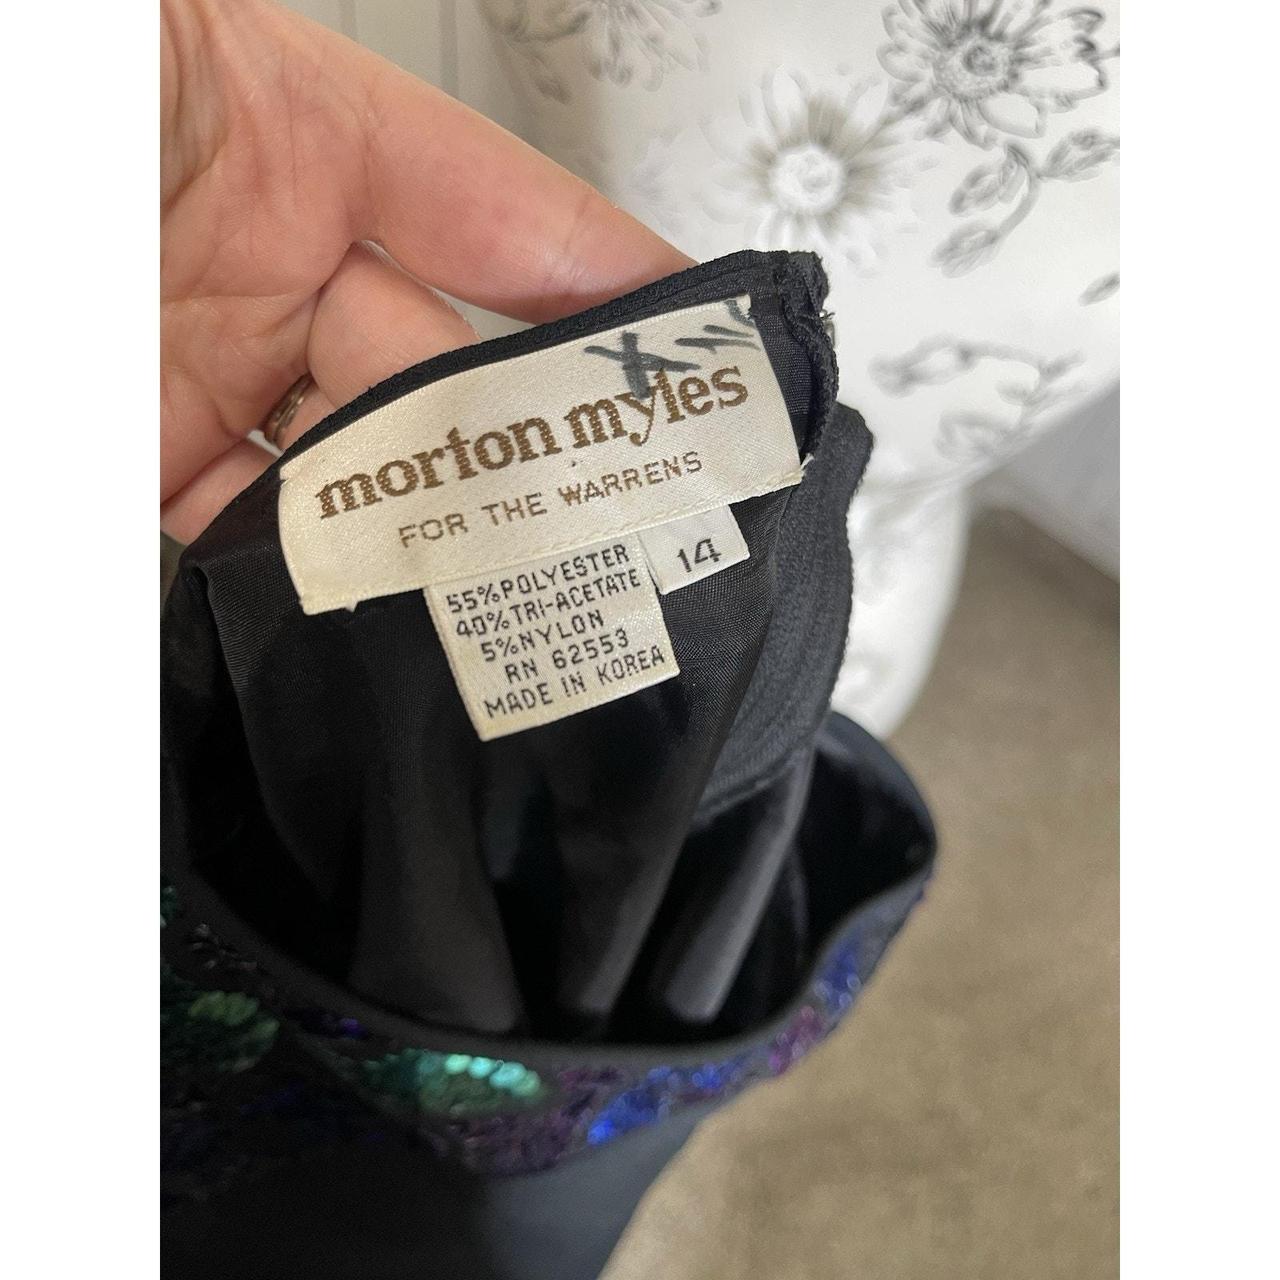 morton myles
FOR THE WARRENS
14
55%POLYESTER
40%TRI-ACETATE
5%NYLON
RN 62553
MADE IN KOREA